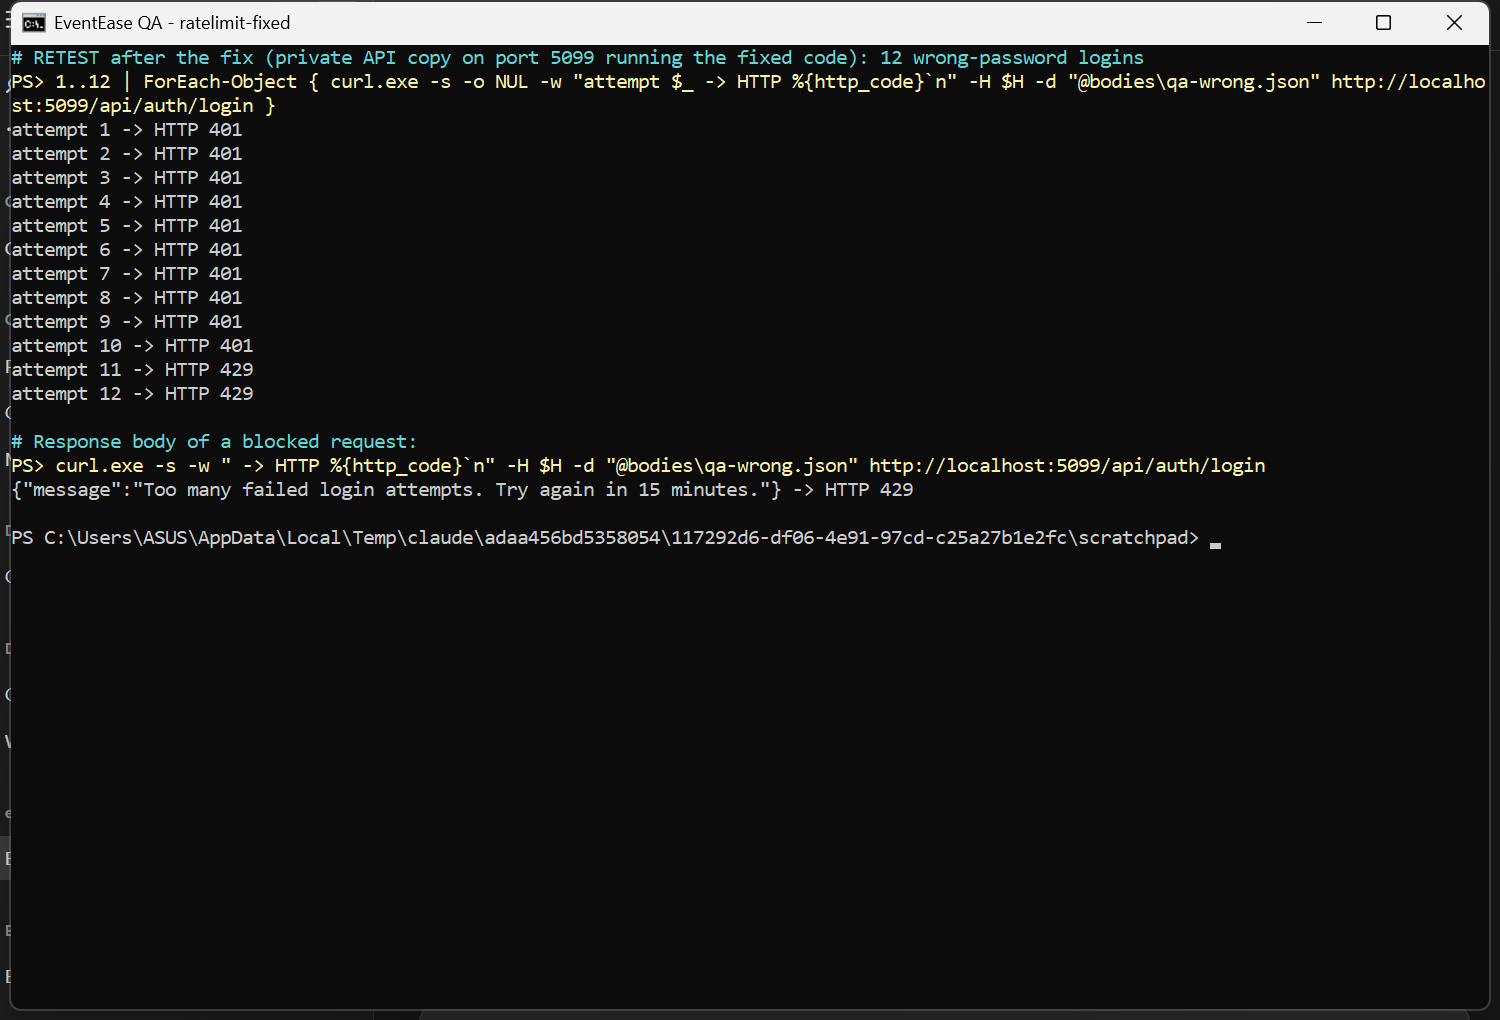 EventEase QA - ratelimit-fixed
# RETEST after the fix (private API copy on port 5099 running the fixed code): 12 wrong-password logins
PS> 1..12 | ForEach-Object { curl.exe -s -o NUL -w "attempt $_ -> HTTP %{http_code}`n" -H $H -d "@bodies\qa-wrong.json" http://localho
st:5099/api/auth/login }
attempt 1 -> HTTP 401
attempt 2 -> HTTP 401
attempt 3 -> HTTP 401
attempt 4 -> HTTP 401
attempt 5 -> HTTP 401
attempt 6 -> HTTP 401
attempt 7 -> HTTP 401
attempt 8 -> HTTP 401
attempt 9 -> HTTP 401
attempt 10 -> HTTP 401
attempt 11 -> HTTP 429
attempt 12 -> HTTP 429
# Response body of a blocked request:
PS> curl.exe -s -w " -> HTTP %{http_code}`n" -H $H -d "@bodies\qa-wrong.json" http://localhost:5099/api/auth/login
{"message":"Too many failed login attempts. Try again in 15 minutes."} -> HTTP 429
PS C:\Users\ASUS\AppData\Local\Temp\claude\adaa456bd5358054\117292d6-df06-4e91-97cd-c25a27b1e2fc\scratchpad>